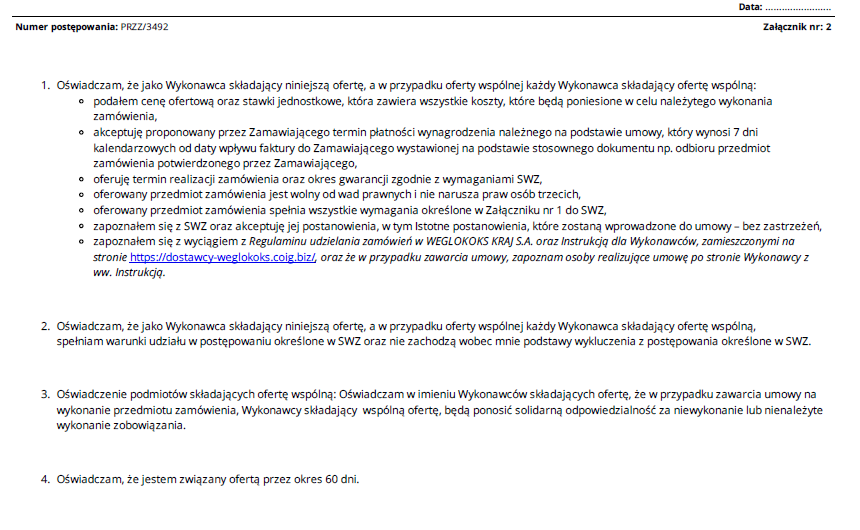 Data: ........................
Numer postępowania: PRZZ/3492 Załącznik nr: 2
1. Oświadczam, że jako Wykonawca składający niniejszą ofertę, a w przypadku oferty wspólnej każdy Wykonawca składający ofertę wspólną:
podałem cenę ofertową oraz stawki jednostkowe, która zawiera wszystkie koszty, które będą poniesione w celu należytego wykonania
zamówienia,
akceptuję proponowany przez Zamawiającego termin płatności wynagrodzenia należnego na podstawie umowy, który wynosi 7 dni
kalendarzowych od daty wpływu faktury do Zamawiającego wystawionej na podstawie stosownego dokumentu np. odbioru przedmiot
zamówienia potwierdzonego przez Zamawiającego,
oferuję termin realizacji zamówienia oraz okres gwarancji zgodnie z wymaganiami SWZ,
oferowany przedmiot zamówienia jest wolny od wad prawnych i nie narusza praw osób trzecich,
oferowany przedmiot zamówienia spełnia wszystkie wymagania określone w Załączniku nr 1 do SWZ,
zapoznałem się z SWZ oraz akceptuję jej postanowienia, w tym Istotne postanowienia, które zostaną wprowadzone do umowy – bez zastrzeżeń,
zapoznałem się z wyciągiem z Regulaminu udzielania zamówień w WEGLOKOKS KRAJ S.A. oraz Instrukcją dla Wykonawców, zamieszczonymi na
stronie https://dostawcy-weglokoks.coig.biz/, oraz że w przypadku zawarcia umowy, zapoznam osoby realizujące umowę po stronie Wykonawcy z
ww. Instrukcją.
2. Oświadczam, że jako Wykonawca składający niniejszą ofertę, a w przypadku oferty wspólnej każdy Wykonawca składający ofertę wspólną,
spełniam warunki udziału w postępowaniu określone w SWZ oraz nie zachodzą wobec mnie podstawy wykluczenia z postępowania określone w SWZ.
3. Oświadczenie podmiotów składających ofertę wspólną: Oświadczam w imieniu Wykonawców składających ofertę, że w przypadku zawarcia umowy na
wykonanie przedmiotu zamówienia, Wykonawcy składający wspólną ofertę, będą ponosić solidarną odpowiedzialność za niewykonanie lub nienależyte
wykonanie zobowiązania.
4. Oświadczam, że jestem związany ofertą przez okres 60 dni.